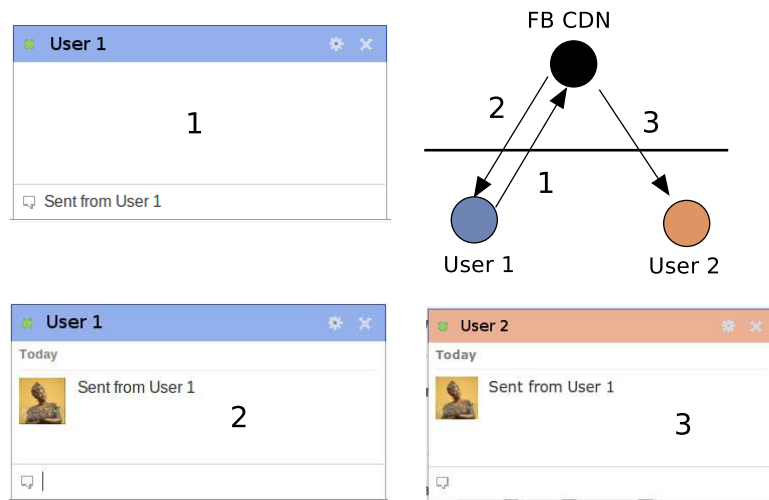 User 1
1
Sent from User 1
FB CDN
2
3
1
User 1
User 2
User 1
Today
Sent from User 1
2
User 2
Today
Sent from User 1
3